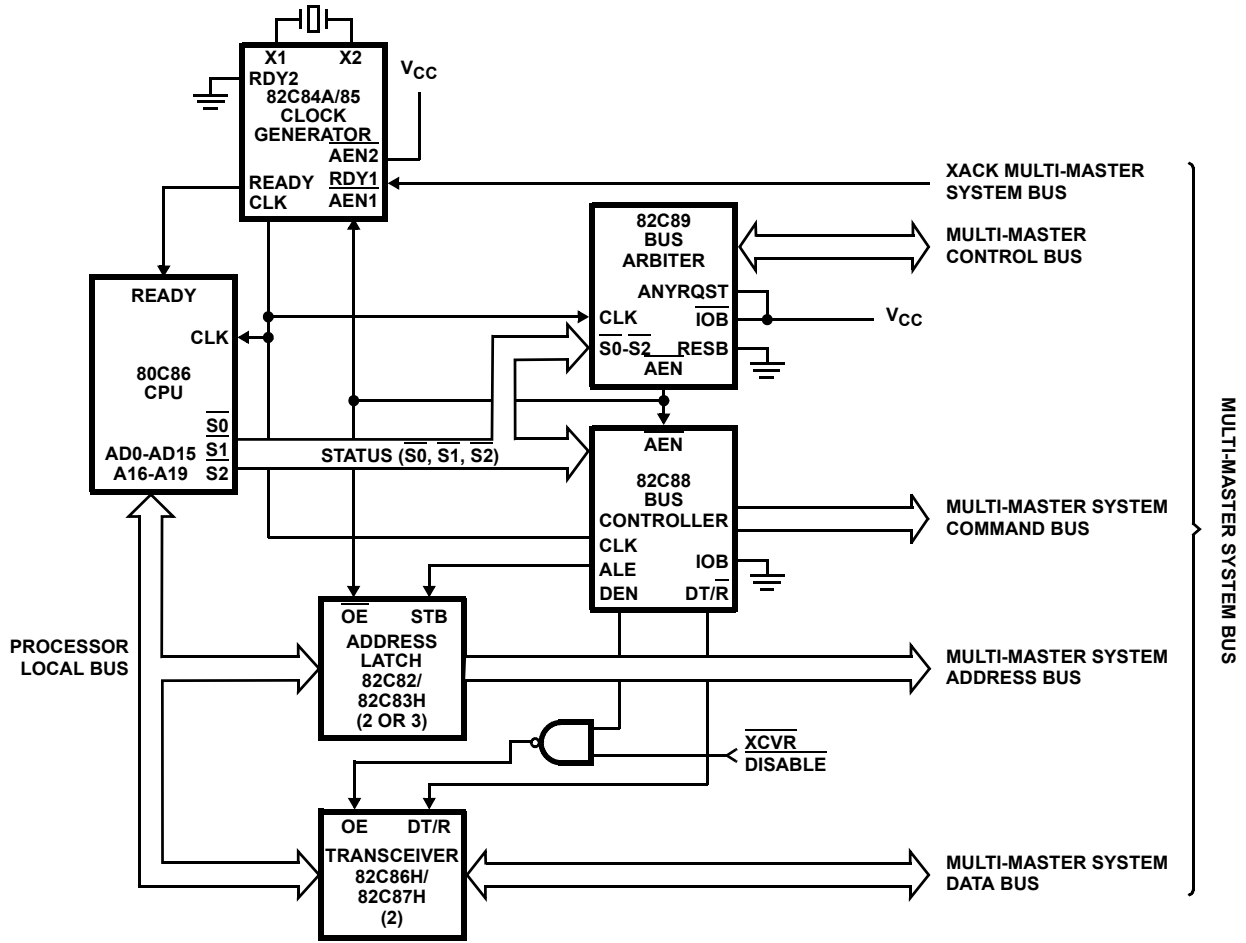 X1 X2
RDY2
82C84A/85
CLOCK
GENERATOR
AEN2
READY RDY1
CLK AEN1
VCC
XACK MULTI-MASTER
SYSTEM BUS
82C89
BUS
ARBITER
ANYRQST
CLK IOB
S0-S2 RESB
AEN
MULTI-MASTER
CONTROL BUS
VCC
READY
CLK
80C86
CPU
S0
AD0-AD15 S1
A16-A19 S2
STATUS (S0, S1, S2)
AEN
82C88
BUS
CONTROLLER
CLK
ALE IOB
DEN DT/R
MULTI-MASTER SYSTEM
COMMAND BUS
MULTI-MASTER SYSTEM BUS
PROCESSOR
LOCAL BUS
OE STB
ADDRESS
LATCH
82C82/
82C83H
(2 OR 3)
MULTI-MASTER SYSTEM
ADDRESS BUS
XCVR
DISABLE
OE DT/R
TRANSCEIVER
82C86H/
82C87H
(2)
MULTI-MASTER SYSTEM
DATA BUS